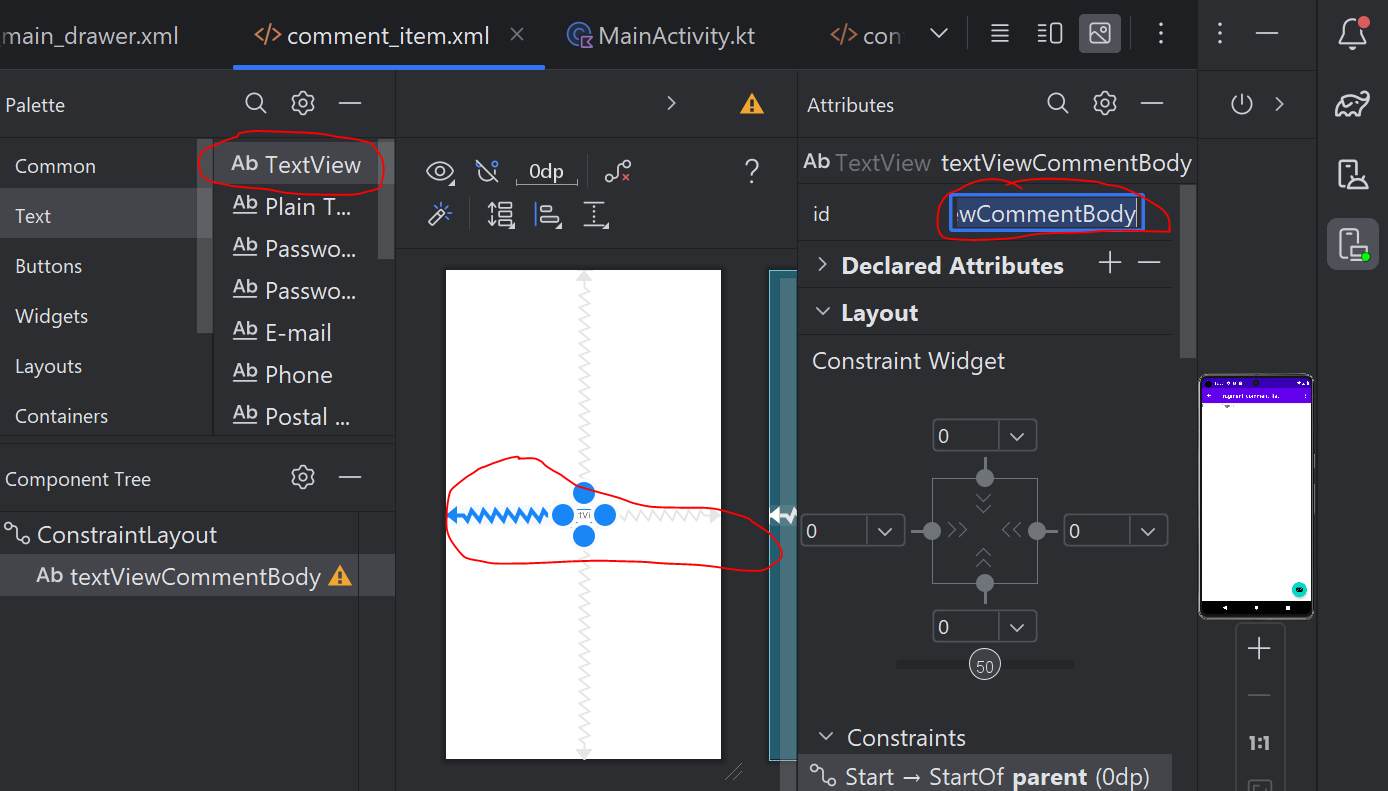 main_drawer.xml
</> comment_item.xml
MainActivity.kt
</> con
Palette
Attributes
Common
Text
Buttons
Widgets
Layouts
Containers
Ab TextView
Ab Plain T...
Ab Passwo...
Ab Passwo...
Ab E-mail
Ab Phone
Ab Postal ...
0dp
?
Ab TextView textViewCommentBody
id
wCommentBody
Declared Attributes
Layout
Constraint Widget
0
0
0
0
50
Constraints
Start → StartOf parent (0dp)
Component Tree
ConstraintLayout
Ab textViewCommentBody
tVi
1:1